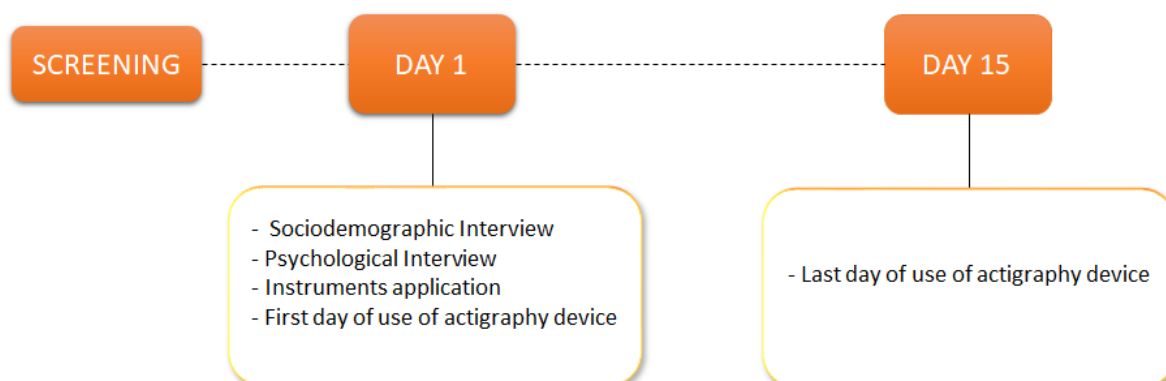 SCREENING
DAY 1
DAY 15
- Sociodemographic Interview
- Psychological Interview
- Instruments application
- First day of use of actigraphy device
- Last day of use of actigraphy device